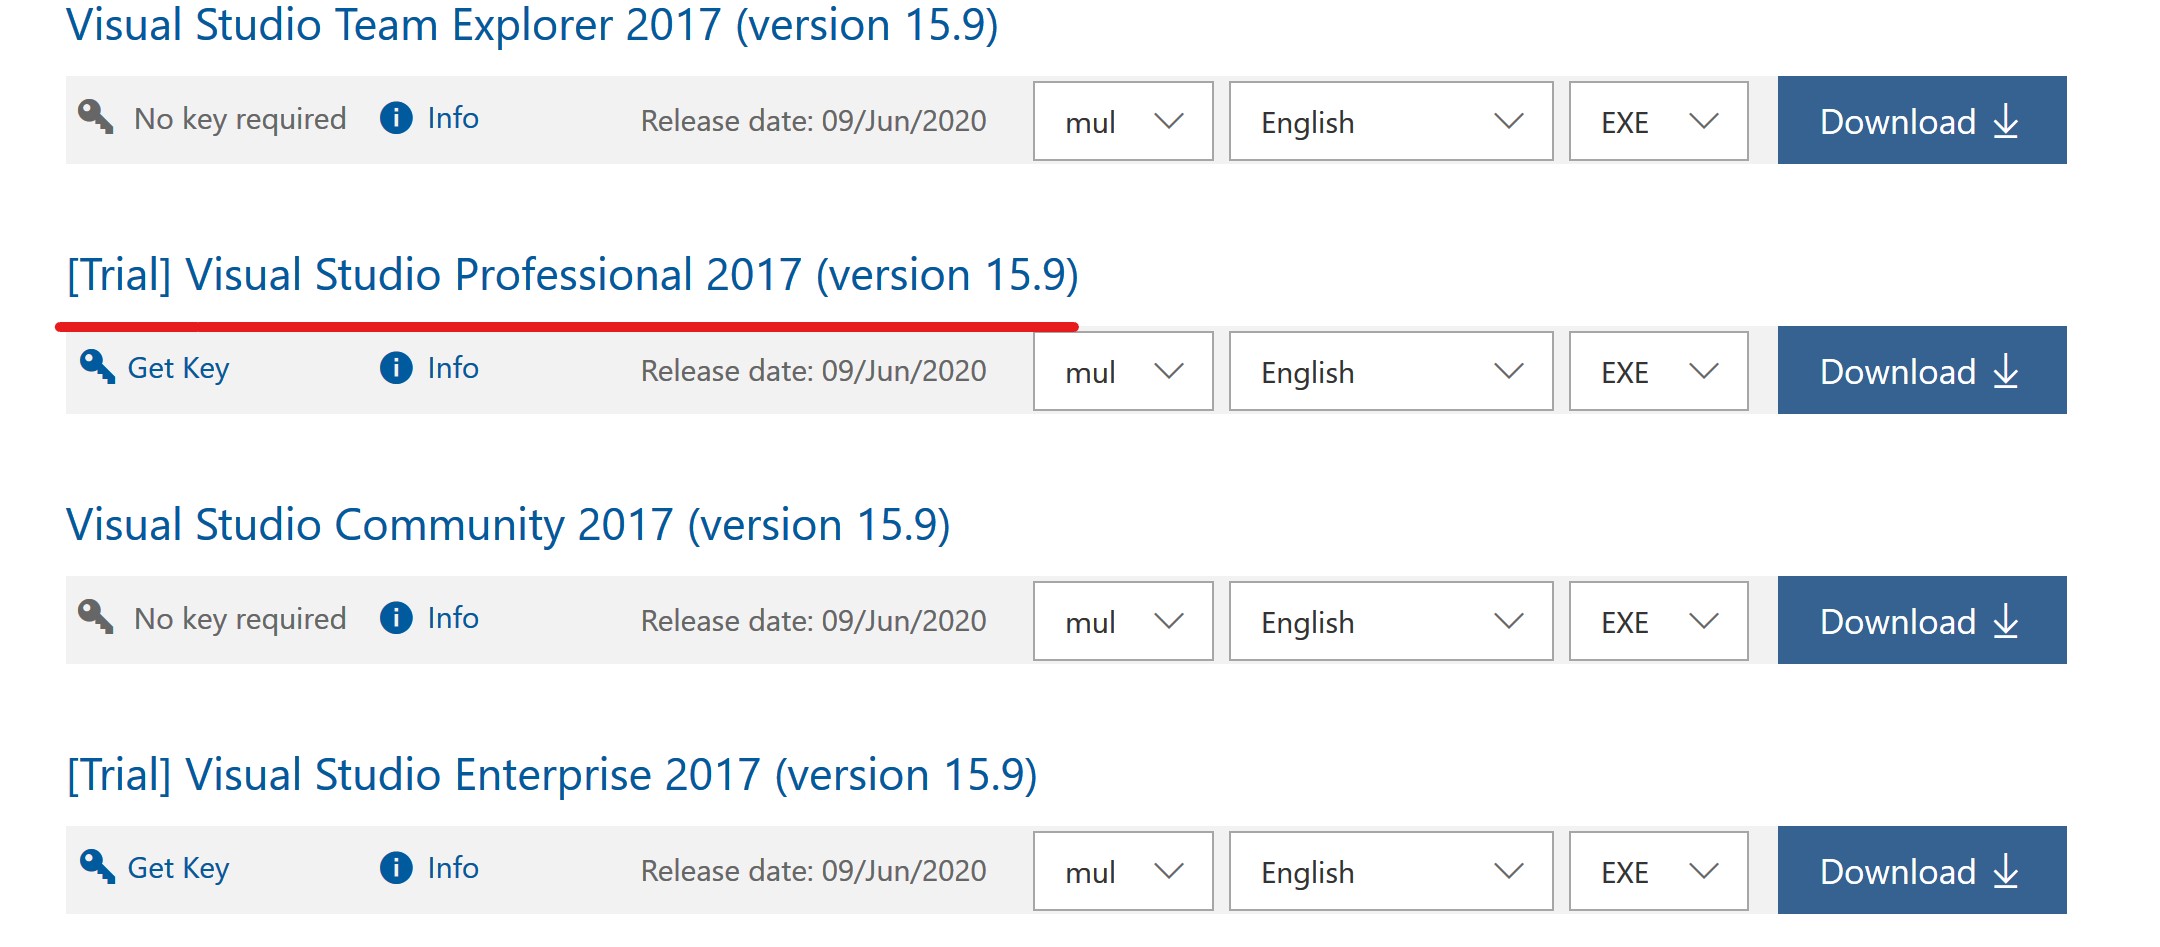 Visual Studio Team Explorer 2017 (version 15.9)
No key required Info Release date: 09/Jun/2020 mul English EXE Download
[Trial] Visual Studio Professional 2017 (version 15.9)
Get Key Info Release date: 09/Jun/2020 mul English EXE Download
Visual Studio Community 2017 (version 15.9)
No key required Info Release date: 09/Jun/2020 mul English EXE Download
[Trial] Visual Studio Enterprise 2017 (version 15.9)
Get Key Info Release date: 09/Jun/2020 mul English EXE Download